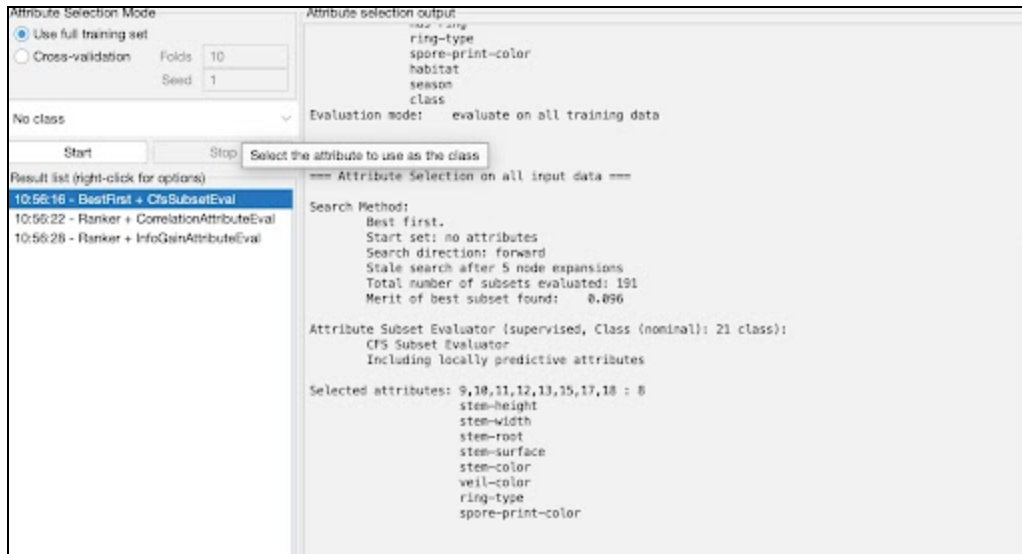 Attribute Selection Mode
Use full training set
Cross-validation Folds 10
Seed 1
No class
Start Stop
Select the attribute to use as the class
Result list (right-click for options)
10:56:16 - BestFirst + CfsSubsetEval
10:56:22 - Ranker + CorrelationAttributeEval
10:56:28 - Ranker + InfoGainAttributeEval
Attribute selection output
ring-type
spore-print-color
habitat
season
class
Evaluation mode: evaluate on all training data
=== Attribute Selection on all input data ===
Search Method:
Best first.
Start set: no attributes
Search direction: forward
Stale search after 5 node expansions
Total number of subsets evaluated: 191
Merit of best subset found: 0.096
Attribute Subset Evaluator (supervised, Class (nominal): 21 class):
CFS Subset Evaluator
Including locally predictive attributes
Selected attributes: 9,10,11,12,13,15,17,18 : 8
stem-height
stem-width
stem-root
stem-surface
stem-color
veil-color
ring-type
spore-print-color